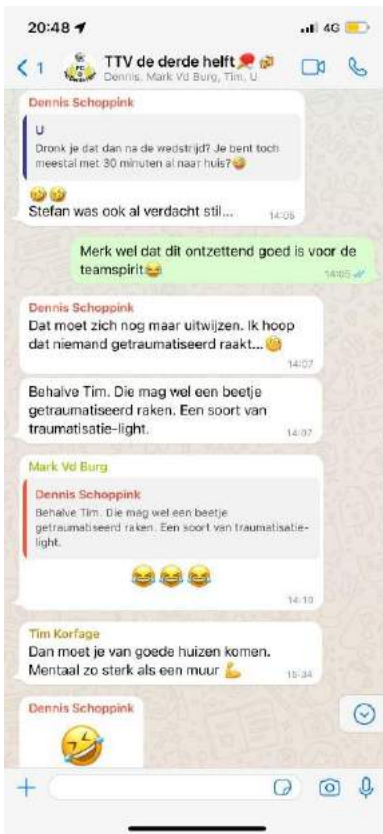 20:48
4G
1
TTV de derde helft🏓
Dennis, Mark Vd Burg, Tim, U
Dennis Schoppink
U
Dronk je dat dan na de wedstrijd? Je bent toch
meestal met 30 minuten al naar huis?🤣
🤣🤣
Stefan was ook al verdacht stil...
14:05
Merk wel dat dit ontzettend goed is voor de
teamspirit😂
14:05
Dennis Schoppink
Dat moet zich nog maar uitwijzen. Ik hoop
dat niemand getraumatiseerd raakt...
14:07
Behalve Tim. Die mag wel een beetje
getraumatiseerd raken. Een soort van
traumatisatie-light.
14:07
Mark Vd Burg
Dennis Schoppink
Behalve Tim. Die mag wel een beetje
getraumatiseerd raken. Een soort van traumatisatie-
light.
😂😂😂
14:10
Tim Korfage
Dan moet je van goede huizen komen.
Mentaal zo sterk als een muur 💪
15:34
Dennis Schoppink
🤣